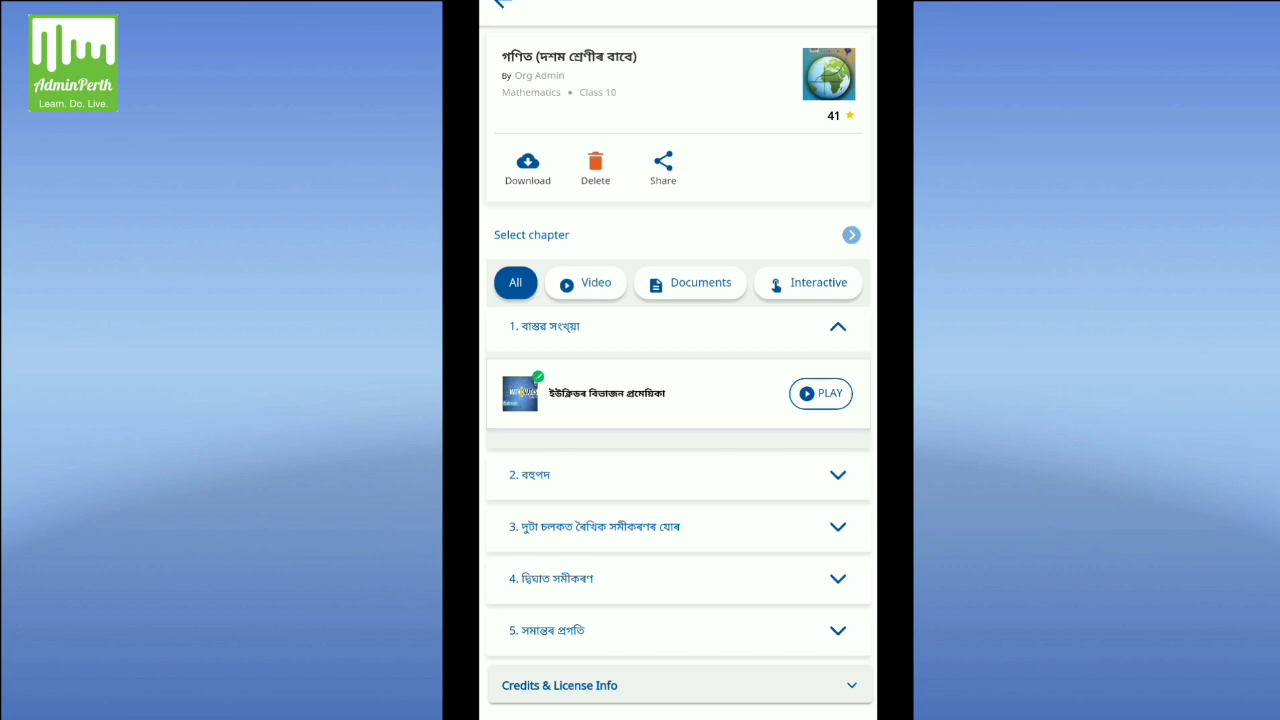 AdminPerth
Learn. Do. Live.
গণিত (দশম শ্ৰেণীৰ বাবে)
By Org Admin
Mathematics • Class 10
41
Download Delete Share
Select chapter
All Video Documents Interactive
1. বাস্তৱ সংখ্য়া
ইউক্লিডৰ বিভাজন প্ৰমেয়িকা
PLAY
2. বহুপদ
3. দুটা চলকত ৰৈখিক সমীকৰণৰ যোৰ
4. দ্বিঘাত সমীকৰণ
5. সমান্তৰ প্ৰগতি
Credits & License Info